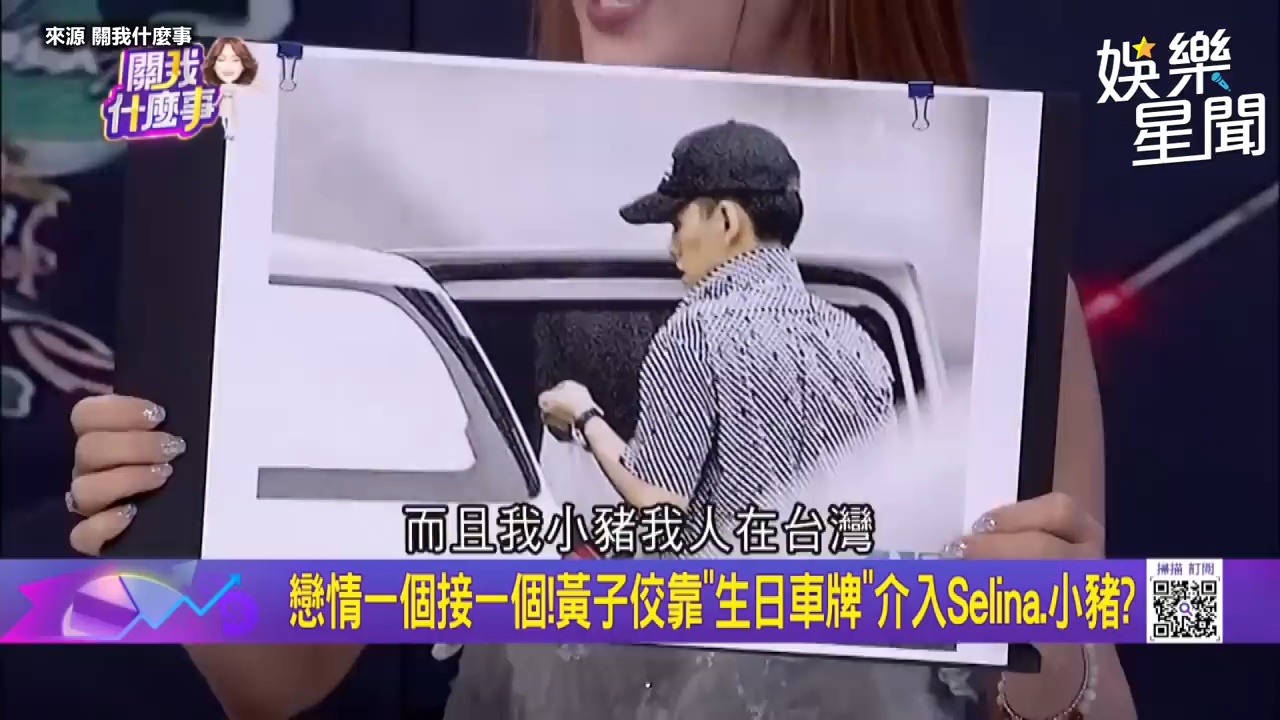 來源 關我什麼事
關我
什麼事
娛樂
星聞
而且我小豬我人在台灣
戀情一個接一個!黃子佼靠"生日車牌"介入Selina.小豬?
掃描 訂閱